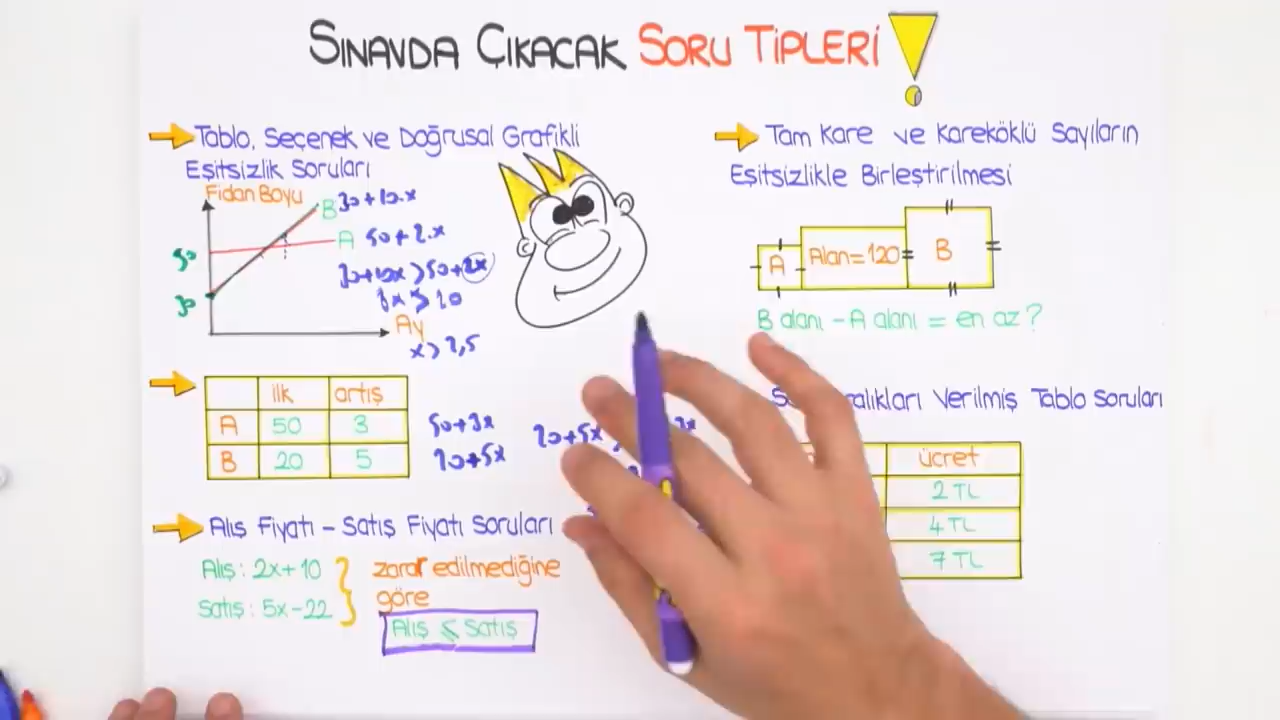 SINAVDA ÇIKACAK SORU TİPLERİ
Tablo, Seçenek ve Doğrusal Grafikli
Eşitsizlik Soruları
Fidan Boyu
B 30+10.x
A 50+2.x
50
30
30+10x > 50+2x
8x > 20
x > 2,5
Ay
ilk artış
A 50 3
B 20 5
50+3x
20+5x
20+5x
Alış Fiyatı - Satış Fiyatı Soruları
Alış: 2x+10
Satış: 5x-22
zarar edilmediğine
göre
Alış ≤ Satış
Tam Kare ve Kareköklü Sayıların
Eşitsizlikle Birleştirilmesi
A Alan=120 B
B alanı - A alanı = en az?
Verilmiş Tablo Soruları
ücret
2 TL
4 TL
7 TL